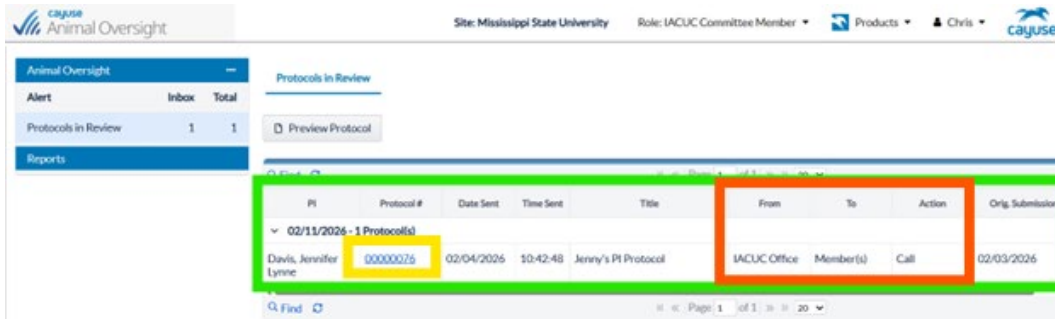 cayuse
Animal Oversight
Site: Mississippi State University
Role: IACUC Committee Member
Products
Chris
cayuse
Animal Oversight
Alert Inbox Total
Protocols in Review 1 1
Reports
Protocols in Review
Preview Protocol
Find Page 1 of 1 20
PI Protocol # Date Sent Time Sent Title From To Action Orig. Submission
02/11/2026 - 1 Protocol(s)
Davis, Jennifer Lynne 00000076 02/04/2026 10:42:48 Jenny's PI Protocol IACUC Office Member(s) Call 02/03/2026
Find Page 1 of 1 20